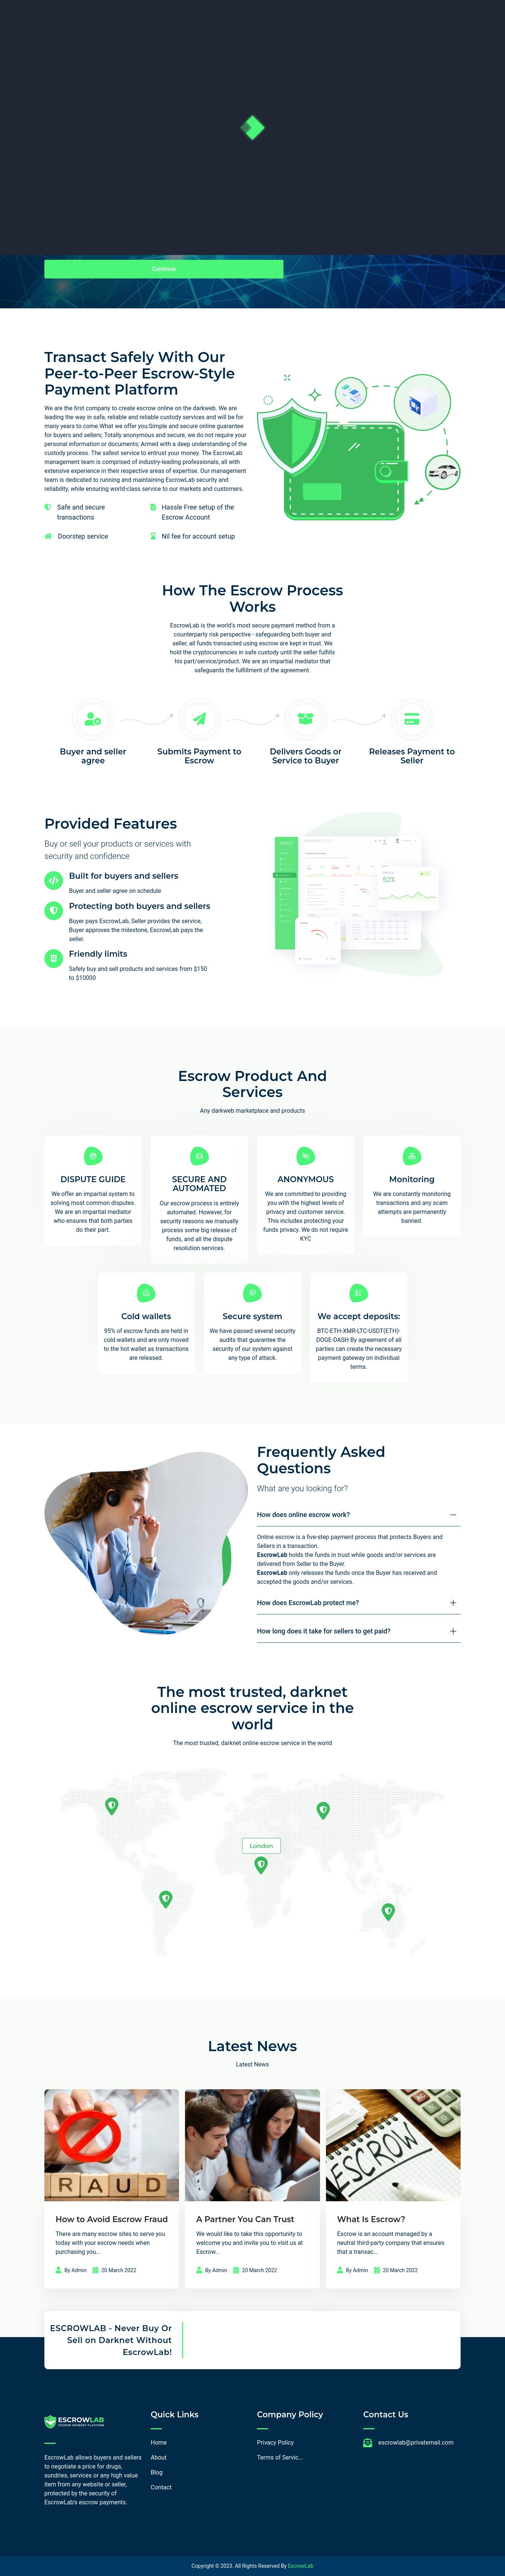 Continue
Transact Safely With Our
Peer-to-Peer Escrow-Style
Payment Platform
We are the first company to create escrow online on the darkweb. We are
leading the way in safe, reliable and reliable custody services and will be for
many years to come.What we offer you:Simple and secure online guarantee
for buyers and sellers; Totally anonymous and secure, we do not require your
personal information or documents; Armed with a deep understanding of the
custody process. The safest service to entrust your money. The EscrowLab
management team is comprised of industry-leading professionals, all with
extensive experience in their respective areas of expertise. Our management
team is dedicated to running and maintaining EscrowLab security and
reliability, while ensuring world-class service to our markets and customers.
Safe and secure
transactions
Hassle Free setup of the
Escrow Account
Doorstep service
Nil fee for account setup
How The Escrow Process
Works
EscrowLab is the world's most secure payment method from a
counterparty risk perspective - safeguarding both buyer and
seller, all funds transacted using escrow are kept in trust. We
hold the cryptocurrencies in safe custody until the seller fulfills
his part/service/product. We are an impartial mediator that
safeguards the fulfillment of the agreement.
Buyer and seller
agree
Submits Payment to
Escrow
Delivers Goods or
Service to Buyer
Releases Payment to
Seller
Provided Features
Buy or sell your products or services with
security and confidence
Built for buyers and sellers
Buyer and seller agree on schedule
Protecting both buyers and sellers
Buyer pays EscrowLab, Seller provides the service,
Buyer approves the milestone, EscrowLab pays the
seller.
Friendly limits
Safely buy and sell products and services from $150
to $10000
Escrow Product And
Services
Any darkweb marketplace and products
DISPUTE GUIDE
We offer an impartial system to
solving most common disputes.
We are an impartial mediator
who ensures that both parties
do their part.
SECURE AND
AUTOMATED
Our escrow process is entirely
automated. However, for
security reasons we manually
process some big release of
funds, and all the dispute
resolution services.
ANONYMOUS
We are committed to providing
you with the highest levels of
privacy and customer service.
This includes protecting your
funds privacy. We do not require
KYC
Monitoring
We are constantly monitoring
transactions and any scam
attempts are permanently
banned.
Cold wallets
95% of escrow funds are held in
cold wallets and are only moved
to the hot wallet as transactions
are released.
Secure system
We have passed several security
audits that guarantee the
security of our system against
any type of attack.
We accept deposits:
BTC-ETH-XMR-LTC-USDT(ETH)-
DOGE-DASH By agreement of all
parties can create the necessary
payment gateway on individual
terms.
Frequently Asked
Questions
What are you looking for?
How does online escrow work?
Online escrow is a five-step payment process that protects Buyers and
Sellers in a transaction.
EscrowLab holds the funds in trust while goods and/or services are
delivered from Seller to the Buyer.
EscrowLab only releases the funds once the Buyer has received and
accepted the goods and/or services.
How does EscrowLab protect me?
How long does it take for sellers to get paid?
The most trusted, darknet
online escrow service in the
world
The most trusted, darknet online escrow service in the world
London
Latest News
Latest News
RAUD
ESCROW
How to Avoid Escrow Fraud
There are many escrow sites to serve you
today with your escrow needs when
purchasing you...
By Admin 20 March 2022
A Partner You Can Trust
We would like to take this opportunity to
welcome you and invite you to visit us at
Escrow...
By Admin 20 March 2022
What Is Escrow?
Escrow is an account managed by a
neutral third-party company that ensures
that a transac...
By Admin 20 March 2022
ESCROWLAB - Never Buy Or
Sell on Darknet Without
EscrowLab!
ESCROWLAB
EscrowLab allows buyers and sellers
to negotiate a price for drugs,
sundries, services or any high value
item from any website or seller,
protected by the security of
EscrowLab's escrow payments.
Quick Links
Home
About
Blog
Contact
Company Policy
Privacy Policy
Terms of Servic...
Contact Us
escrowlab@privatemail.com
Copyright © 2023. All Rights Reserved By EscrowLab